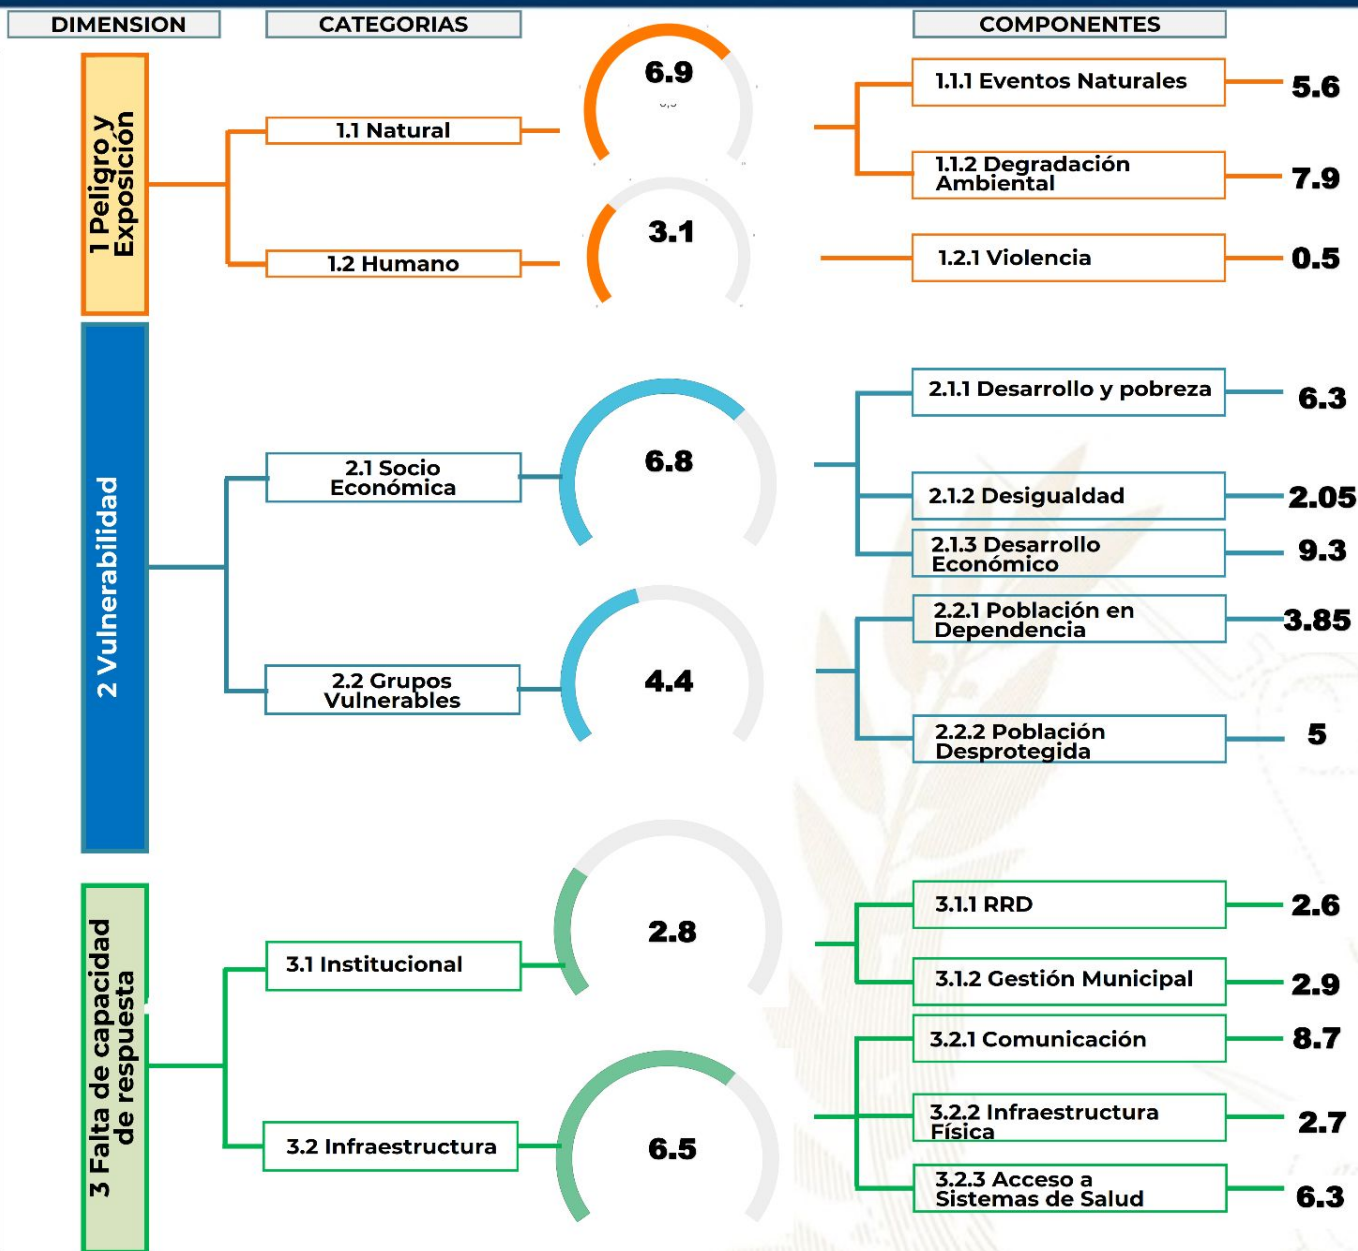 DIMENSION
CATEGORIAS
COMPONENTES
1 Peligro y
Exposición
1.1 Natural
6.9
1.1.1 Eventos Naturales
5.6
1.1.2 Degradación
Ambiental
7.9
1.2 Humano
3.1
1.2.1 Violencia
0.5
2 Vulnerabilidad
2.1 Socio
Económica
6.8
2.1.1 Desarrollo y pobreza
6.3
2.1.2 Desigualdad
2.05
2.1.3 Desarrollo
Económico
9.3
2.2 Grupos
Vulnerables
4.4
2.2.1 Población en
Dependencia
3.85
2.2.2 Población
Desprotegida
5
3 Falta de capacidad
de respuesta
3.1 Institucional
2.8
3.1.1 RRD
2.6
3.1.2 Gestión Municipal
2.9
3.2 Infraestructura
6.5
3.2.1 Comunicación
8.7
3.2.2 Infraestructura
Física
2.7
3.2.3 Acceso a
Sistemas de Salud
6.3